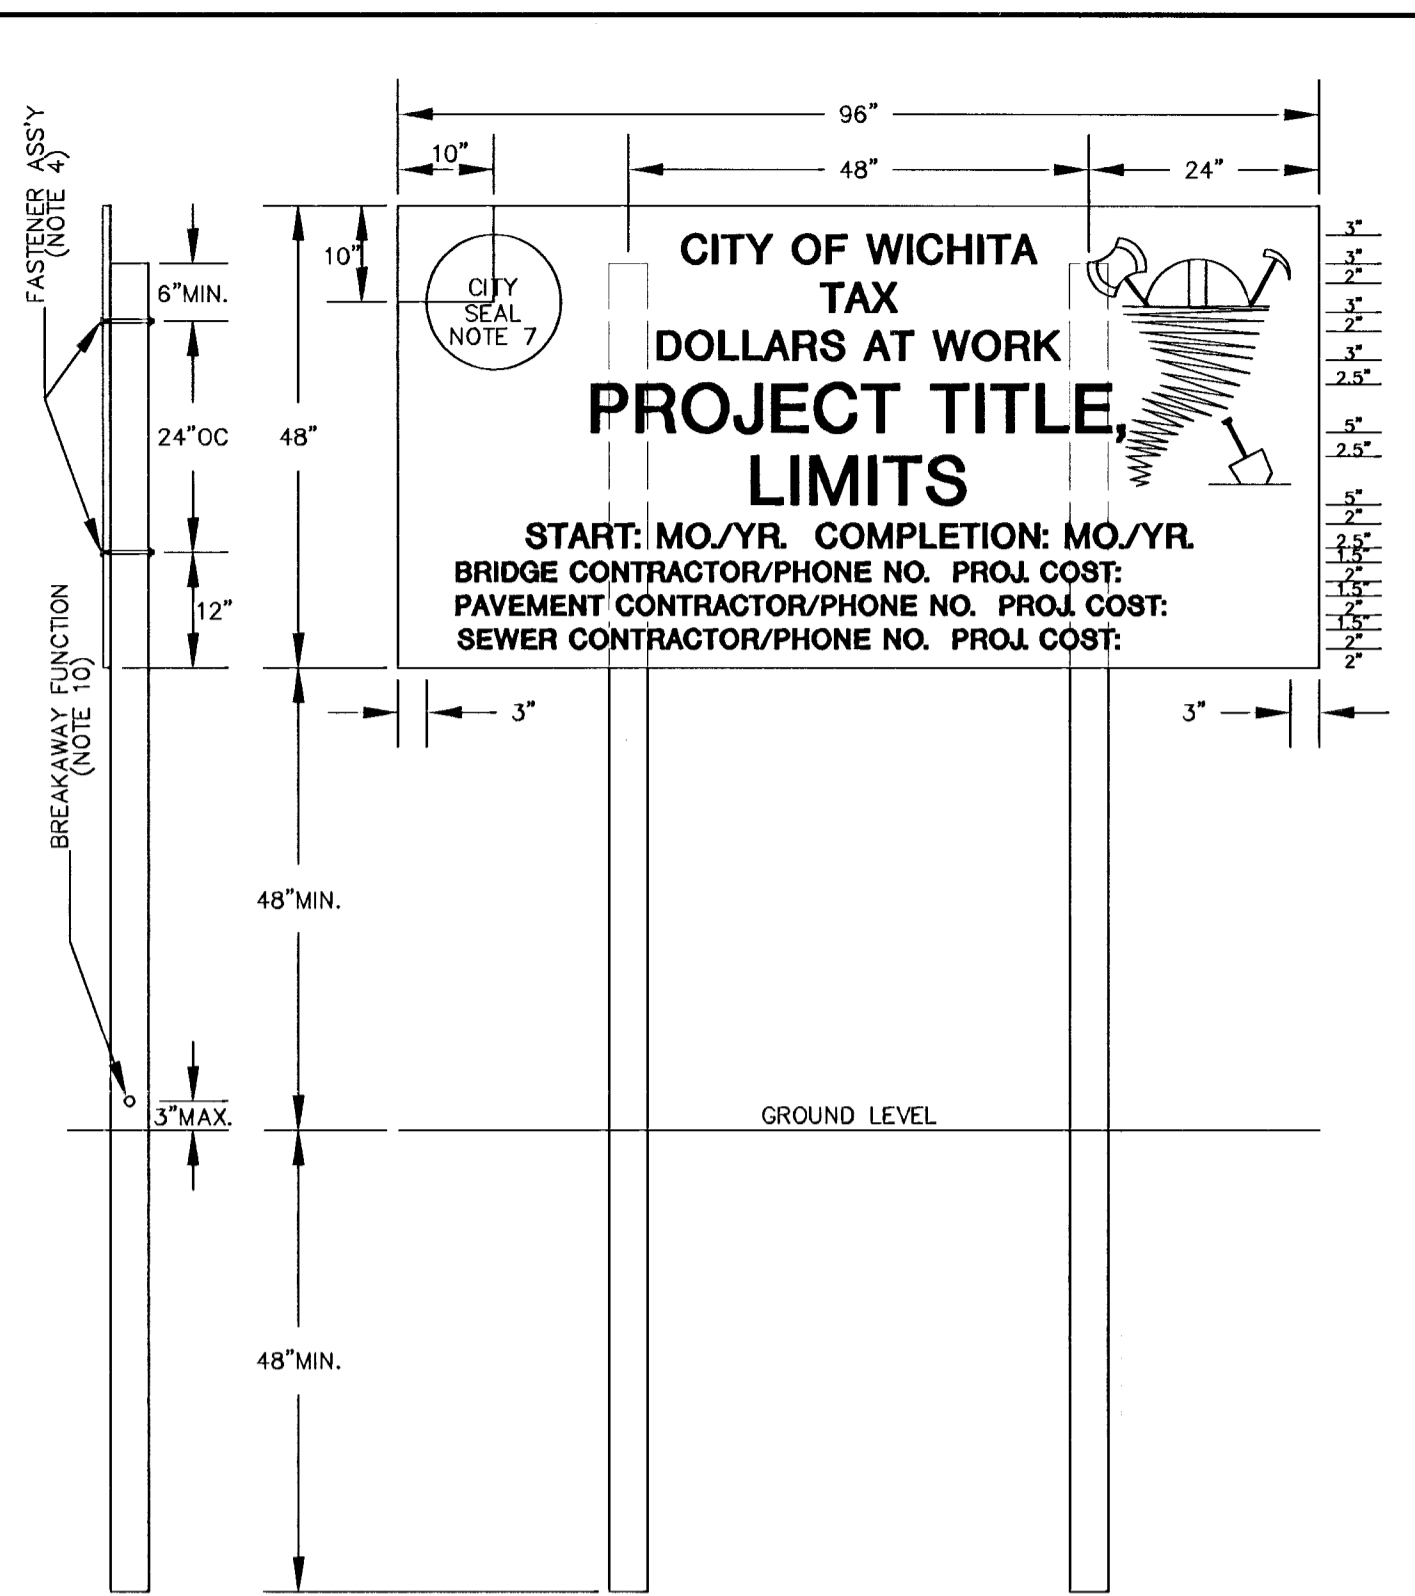 96"
10"
48"
24"
FASTENER ASS'Y
(NOTE 4)
10"
6"MIN.
24"OC
48"
12"
CITY
SEAL
NOTE 7
CITY OF WICHITA
TAX
DOLLARS AT WORK
PROJECT TITLE,
LIMITS
START: MO./YR. COMPLETION: MO./YR.
BRIDGE CONTRACTOR/PHONE NO. PROJ. COST:
PAVEMENT CONTRACTOR/PHONE NO. PROJ. COST:
SEWER CONTRACTOR/PHONE NO. PROJ. COST:
3"
3"
2"
3"
2"
3"
2.5"
5"
2.5"
5"
2"
2.5"
1.5"
2"
1.5"
2"
1.5"
2"
2"
3"
3"
BREAKAWAY FUNCTION
(NOTE 10)
48"MIN.
3"MAX.
GROUND LEVEL
48"MIN.